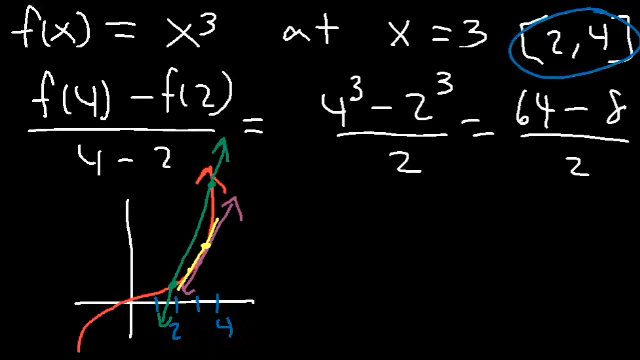 f(x) = x³ at x = 3 [2,4]
f(4) - f(2) / 4 - 2 = 4³ - 2³ / 2 = 64 - 8 / 2
2 4